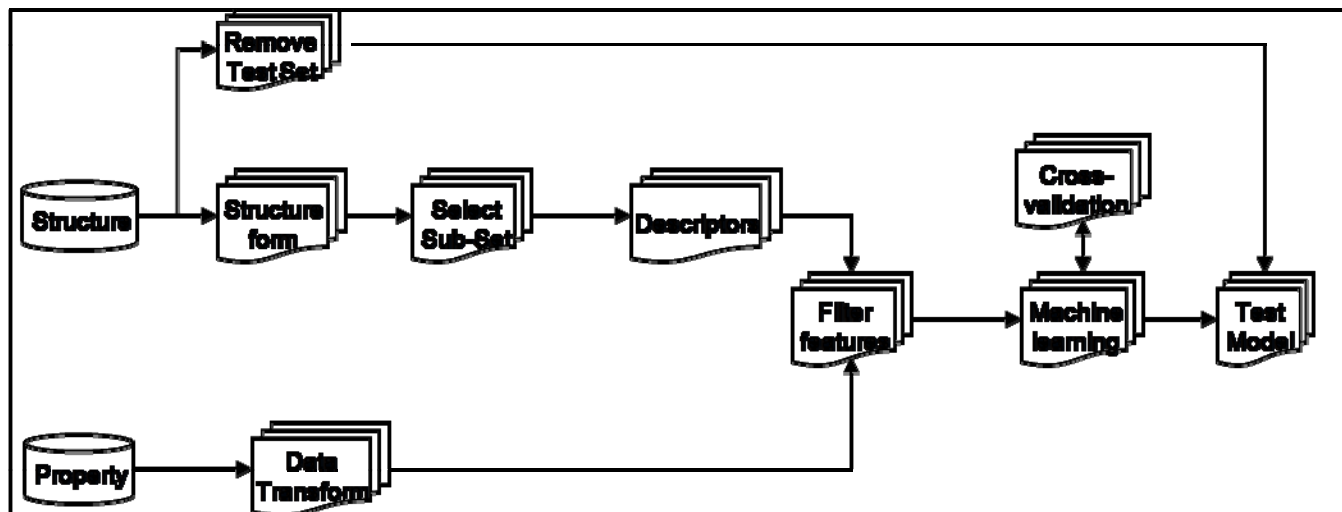 Remove
Test Set
Structure
Structure
form
Select
Sub-Set
Descriptors
Cross-
validation
Filter
features
Machine
learning
Test
Model
Property
Data
Transform